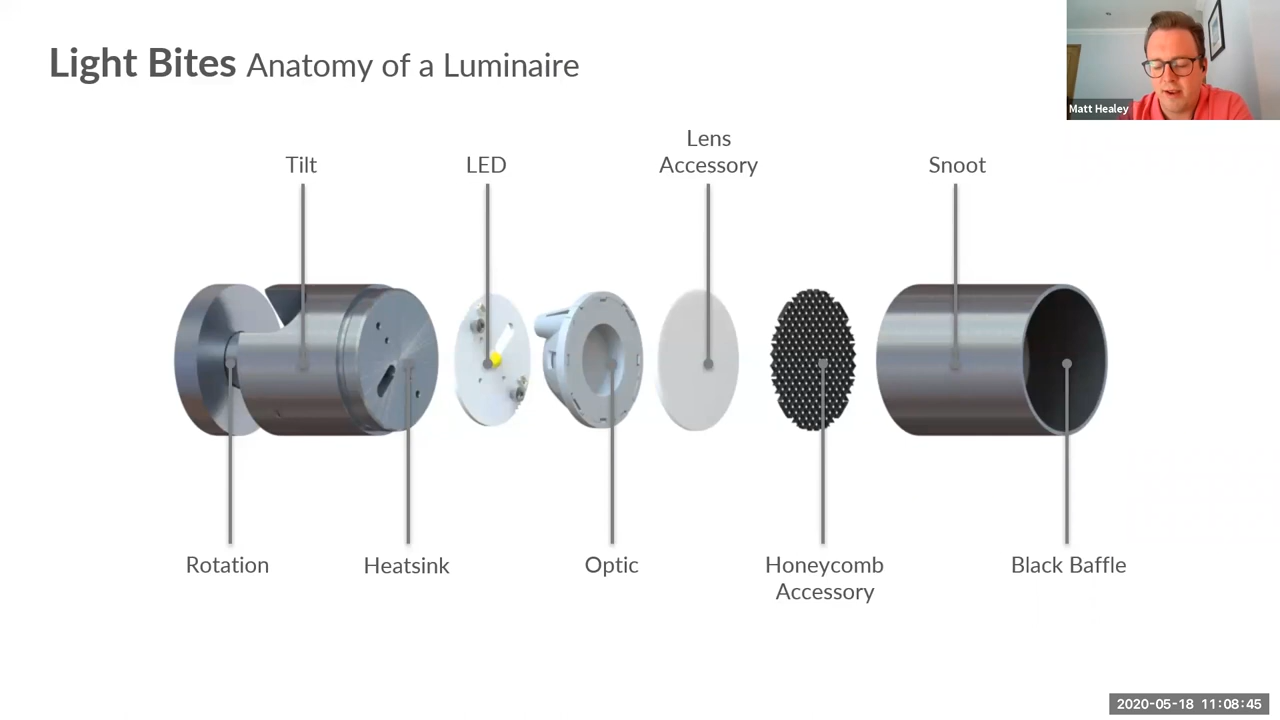 Light Bites Anatomy of a Luminaire
Matt Healey
Tilt
LED
Lens
Accessory
Snoot
Rotation
Heatsink
Optic
Honeycomb
Accessory
Black Baffle
2020-05-18 11:08:45